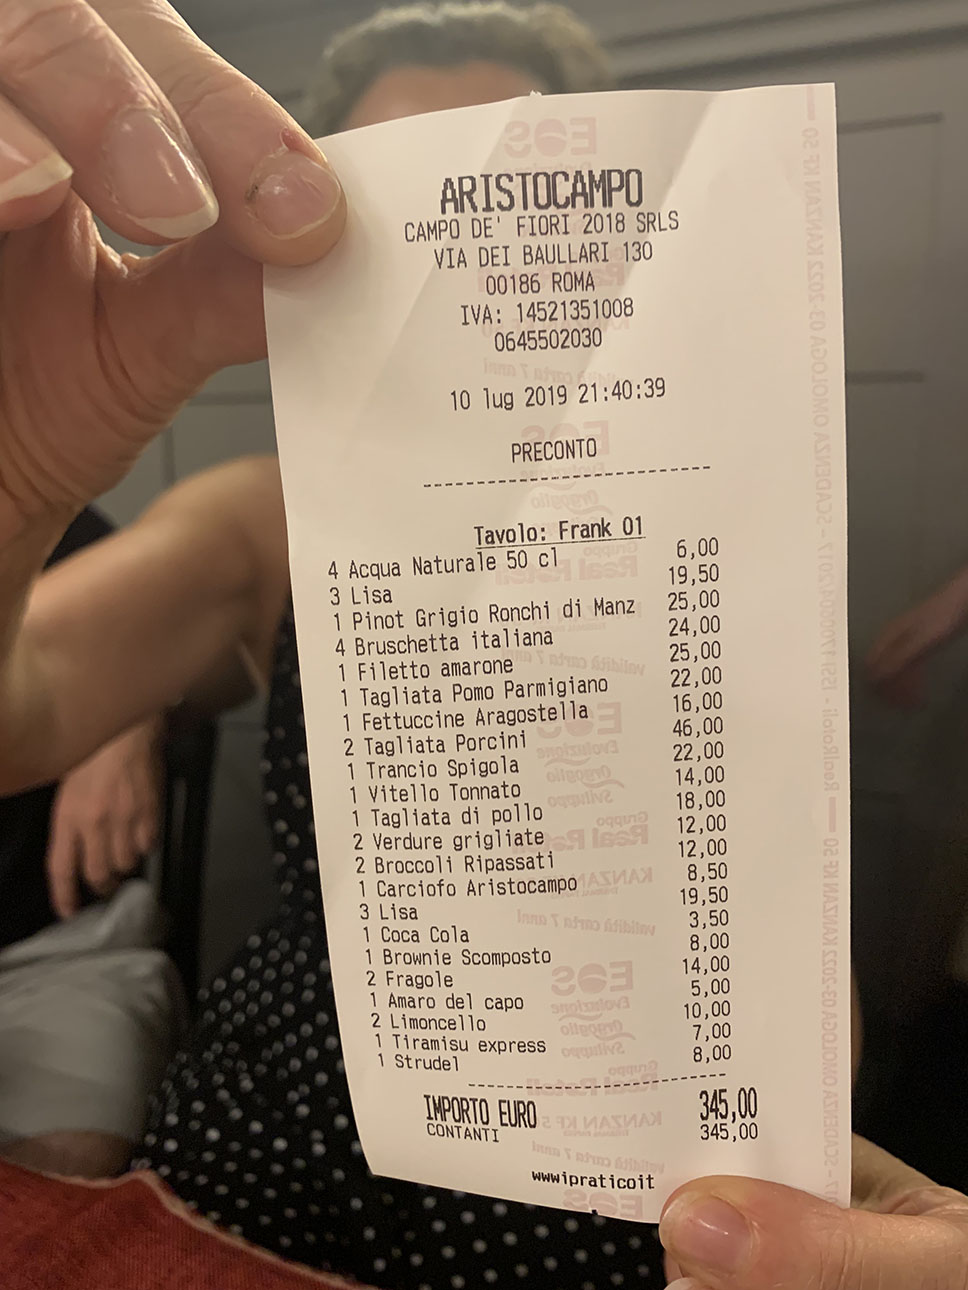 ARISTOCAMPO
CAMPO DE' FIORI 2018 SRLS
VIA DEI BAULLARI 130
00186 ROMA
IVA: 14521351008
0645502030
10 lug 2019 21:40:39
PRECONTO
Tavolo: Frank 01
4 Acqua Naturale 50 cl 6,00
3 Lisa 19,50
1 Pinot Grigio Ronchi di Manz 25,00
4 Bruschetta italiana 24,00
1 Filetto amarone 25,00
1 Tagliata Pomo Parmigiano 22,00
1 Fettuccine Aragostella 16,00
2 Tagliata Porcini 46,00
1 Trancio Spigola 22,00
1 Vitello Tonnato 14,00
1 Tagliata di pollo 18,00
2 Verdure grigliate 12,00
2 Broccoli Ripassati 12,00
1 Carciofo Aristocampo 8,50
3 Lisa 19,50
1 Coca Cola 3,50
1 Brownie Scomposto 8,00
2 Fragole 14,00
1 Amaro del capo 5,00
2 Limoncello 10,00
1 Tiramisu express 7,00
1 Strudel 8,00
IMPORTO EURO 345,00
CONTANTI 345,00
wwwipraticoit